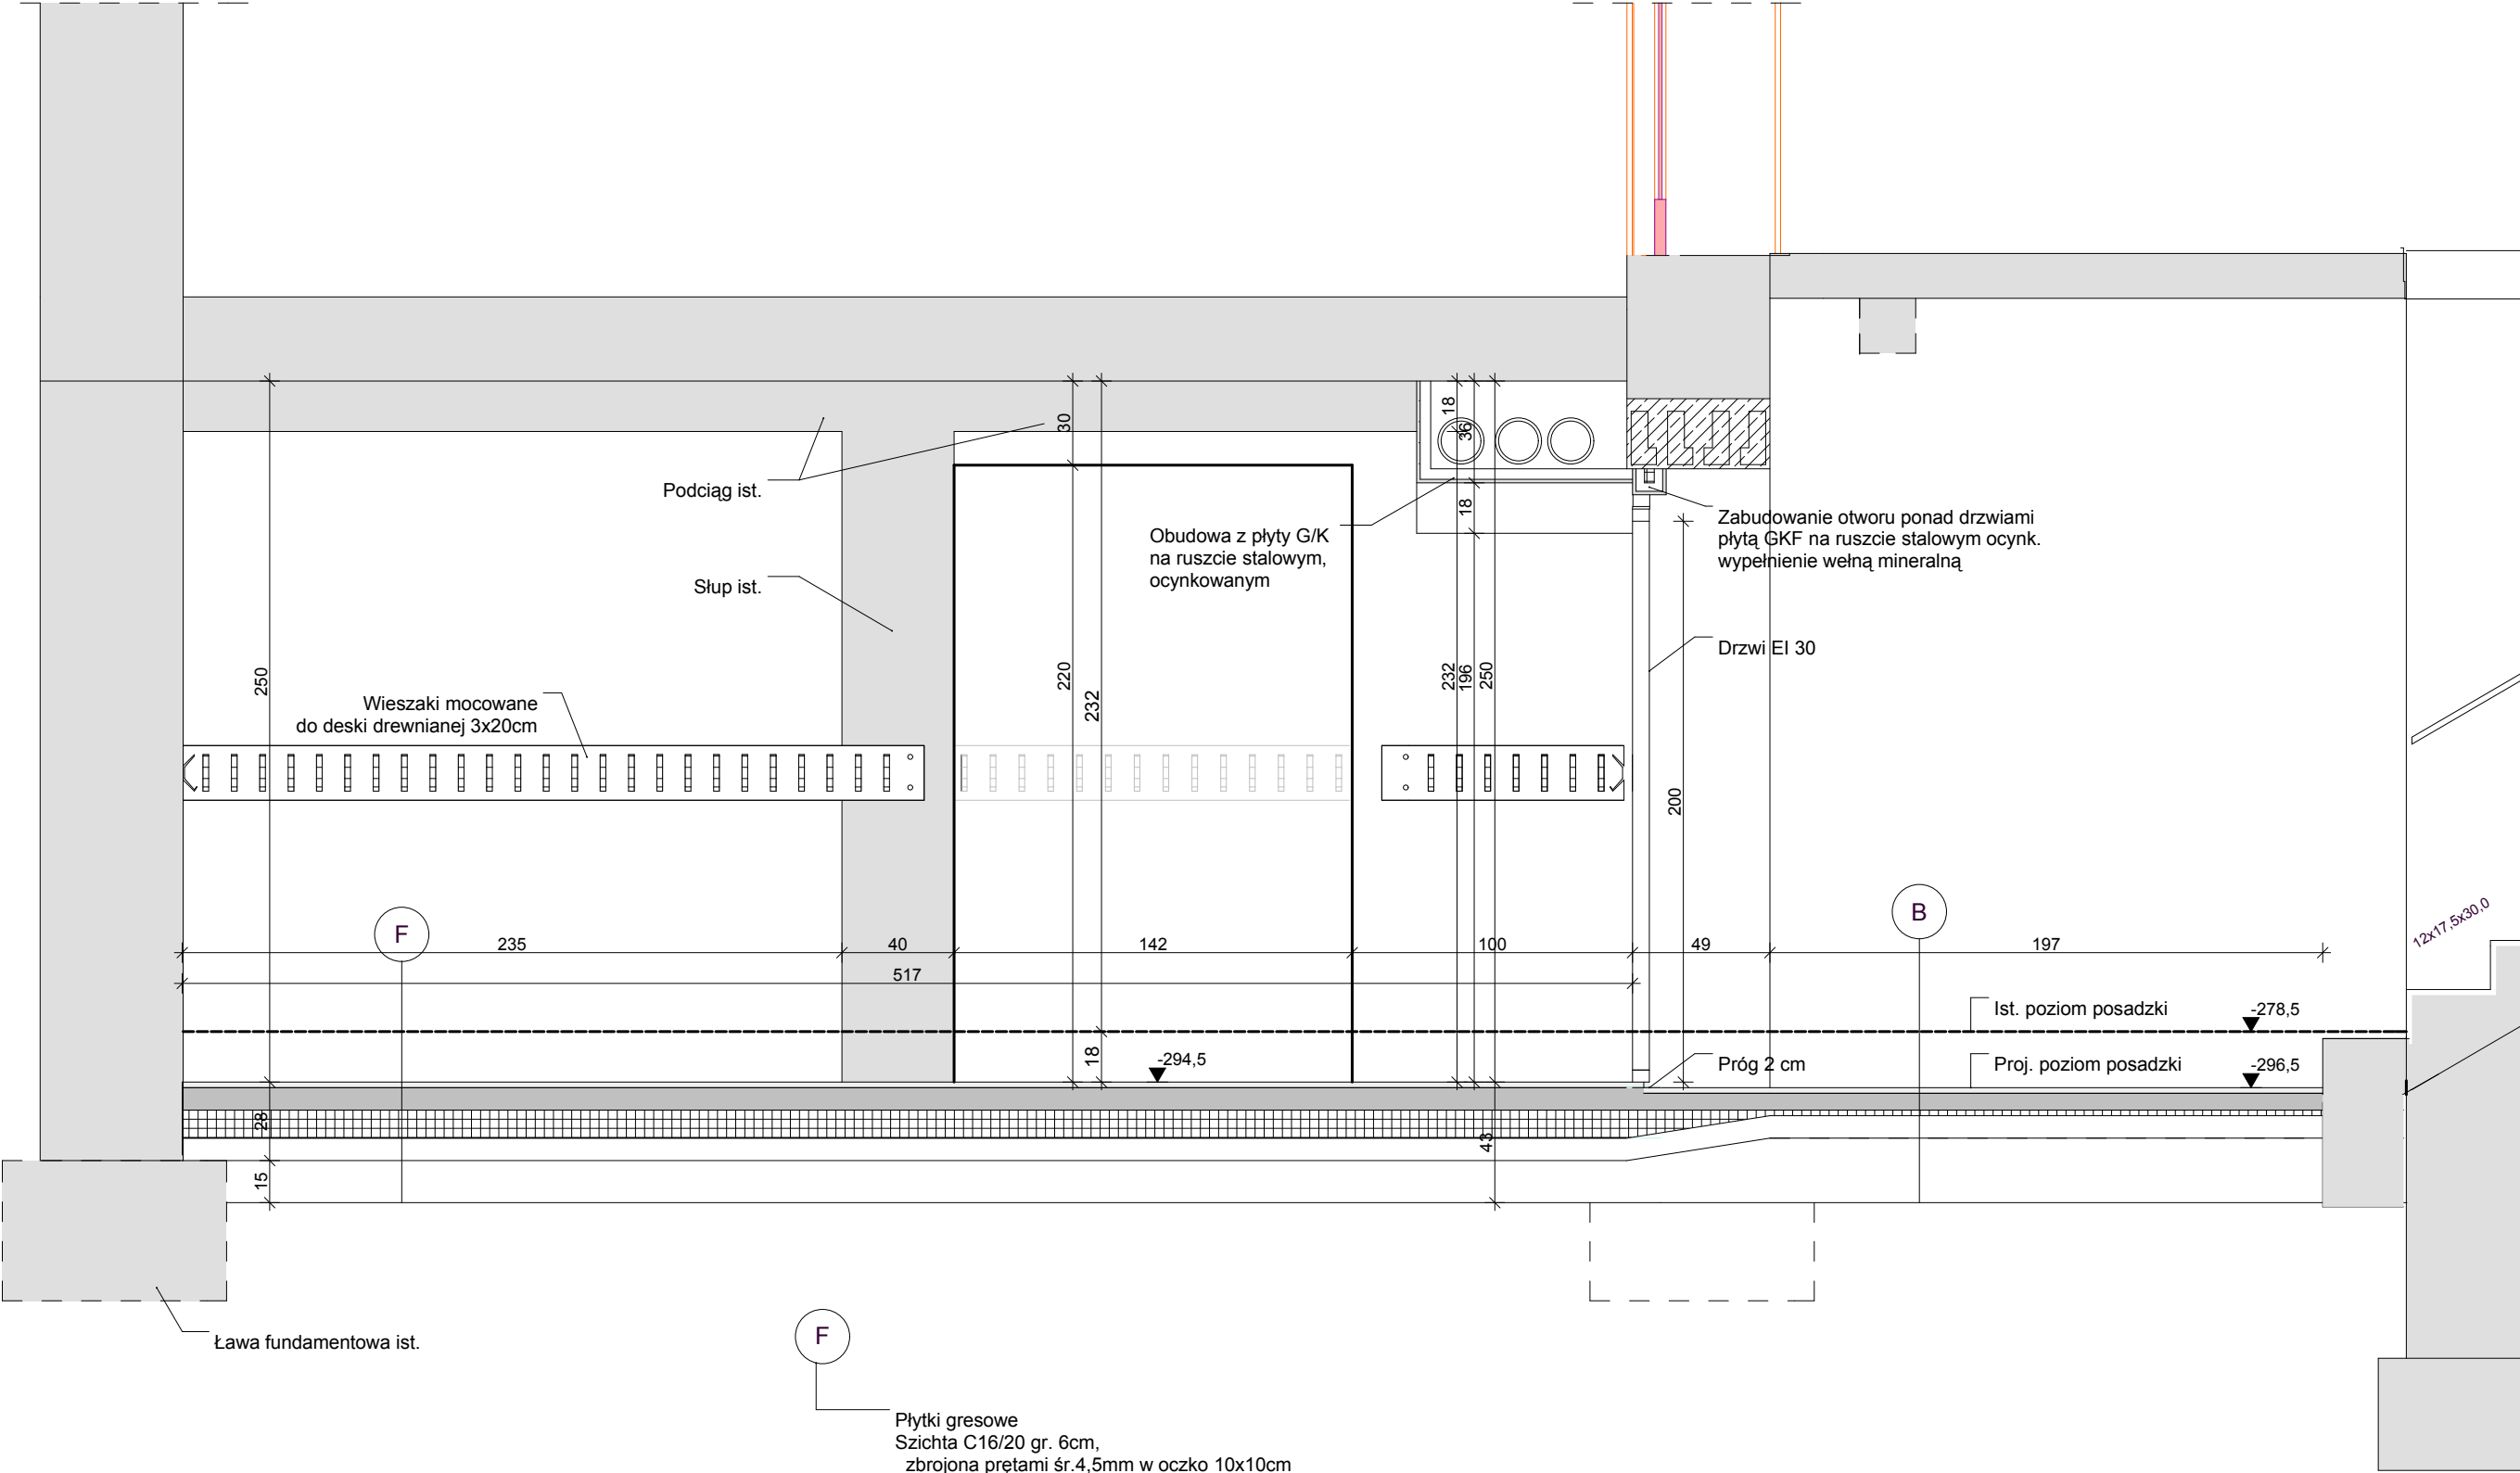 30
18
36
18
Podciąg ist.
Obudowa z płyty G/K
na ruszcie stalowym,
ocynkowanym
Zabudowanie otworu ponad drzwiami
płytą GKF na ruszcie stalowym ocynk.
wypełnienie wełną mineralną
Słup ist.
Drzwi EI 30
250
220
232
232
196
250
Wieszaki mocowane
do deski drewnianej 3x20cm
200
F
B
12x17,5x30,0
235
40
142
100
49
197
517
Ist. poziom posadzki
-278,5
18
-294,5
Próg 2 cm
Proj. poziom posadzki
-296,5
28
43
15
Ława fundamentowa ist.
F
Płytki gresowe
Szichta C16/20 gr. 6cm,
zbrojona prętami śr.4,5mm w oczko 10x10cm